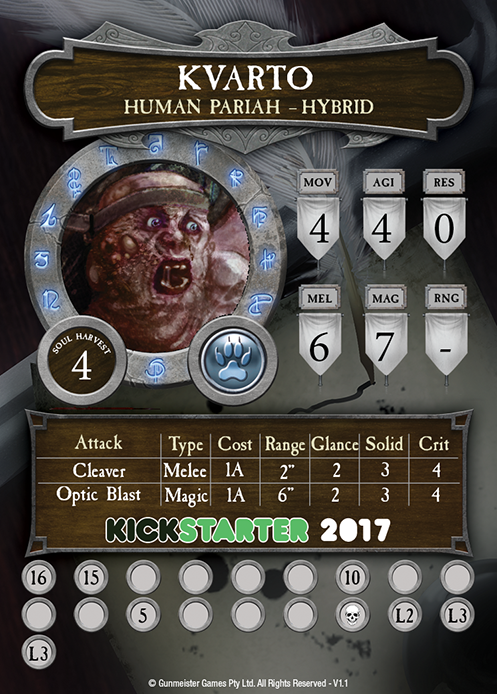 KVARTO
HUMAN PARIAH - HYBRID
MOV AGI RES
4 4 0
MEL MAG RNG
6 7 -
SOUL HARVEST
4
Attack Type Cost Range Glance Solid Crit
Cleaver Melee 1A 2" 2 3 4
Optic Blast Magic 1A 6" 2 3 4
KICKSTARTER 2017
16 15 10
5 L2 L3
L3
© Gunmeister Games Pty Ltd. All Rights Reserved - V1.1